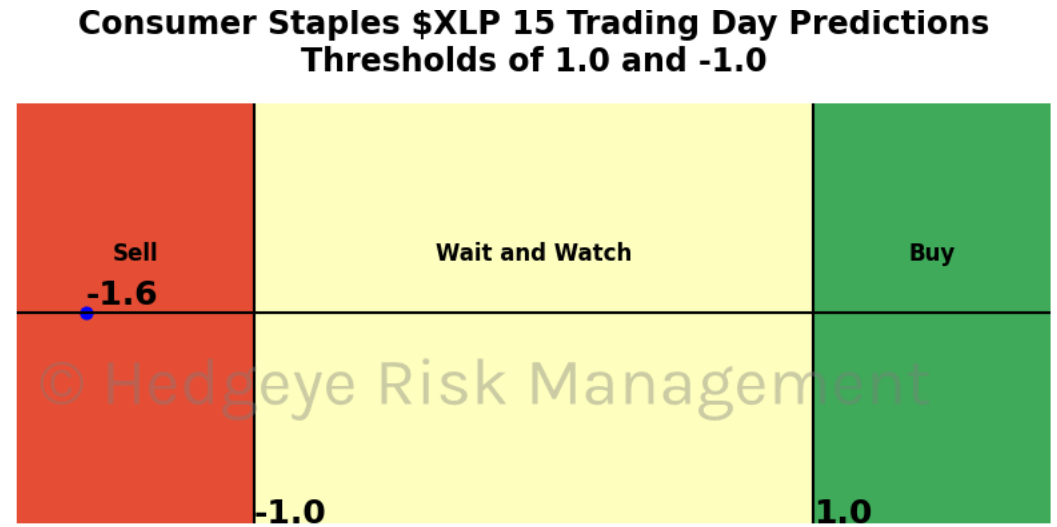 Consumer Staples $XLP 15 Trading Day Predictions
Thresholds of 1.0 and -1.0
Sell
Wait and Watch
Buy
-1.6
© Hedgeye Risk Management
-1.0
1.0